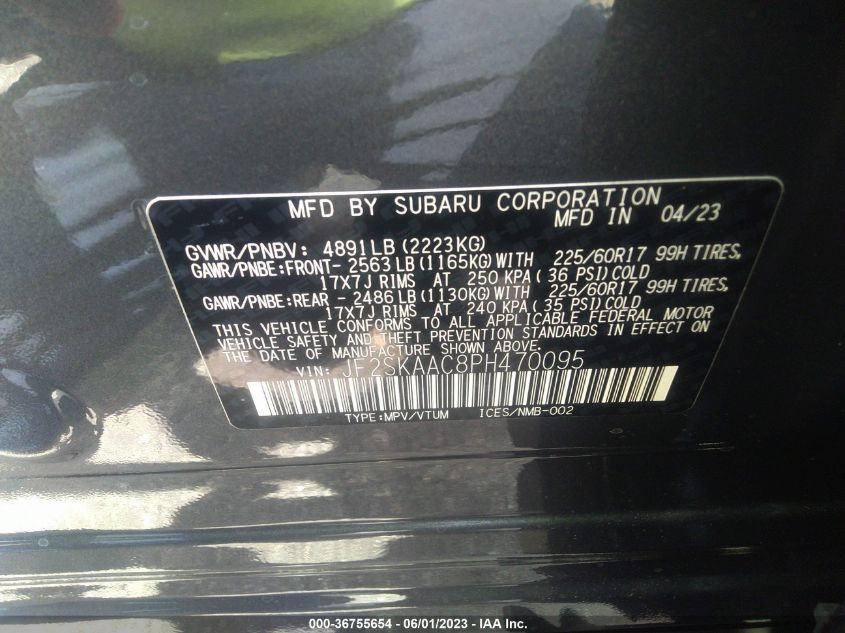 MFD BY SUBARU CORPORATION
MFD IN 04/23
GVWR/PNBV: 4891LB (2223KG)
GAWR/PNBE:FRONT- 2563LB (1165KG)WITH 225/60R17 99H TIRES,
17X7J RIMS AT 250 KPA( 36 PSI)COLD
GAWR/PNBE:REAR - 2486LB (1130KG)WITH 225/60R17 99H TIRES,
17X7J RIMS AT 240 KPA( 35 PSI)COLD
THIS VEHICLE CONFORMS TO ALL APPLICABLE FEDERAL MOTOR
VEHICLE SAFETY AND THEFT PREVENTION STANDARDS IN EFFECT ON
THE DATE OF MANUFACTURE SHOWN ABOVE.
VIN: JF2SKAAC8PH470095
TYPE:MPV/VTUM ICES/NMB-002
000-36755654 / 06/01/2023 - IAA Inc.